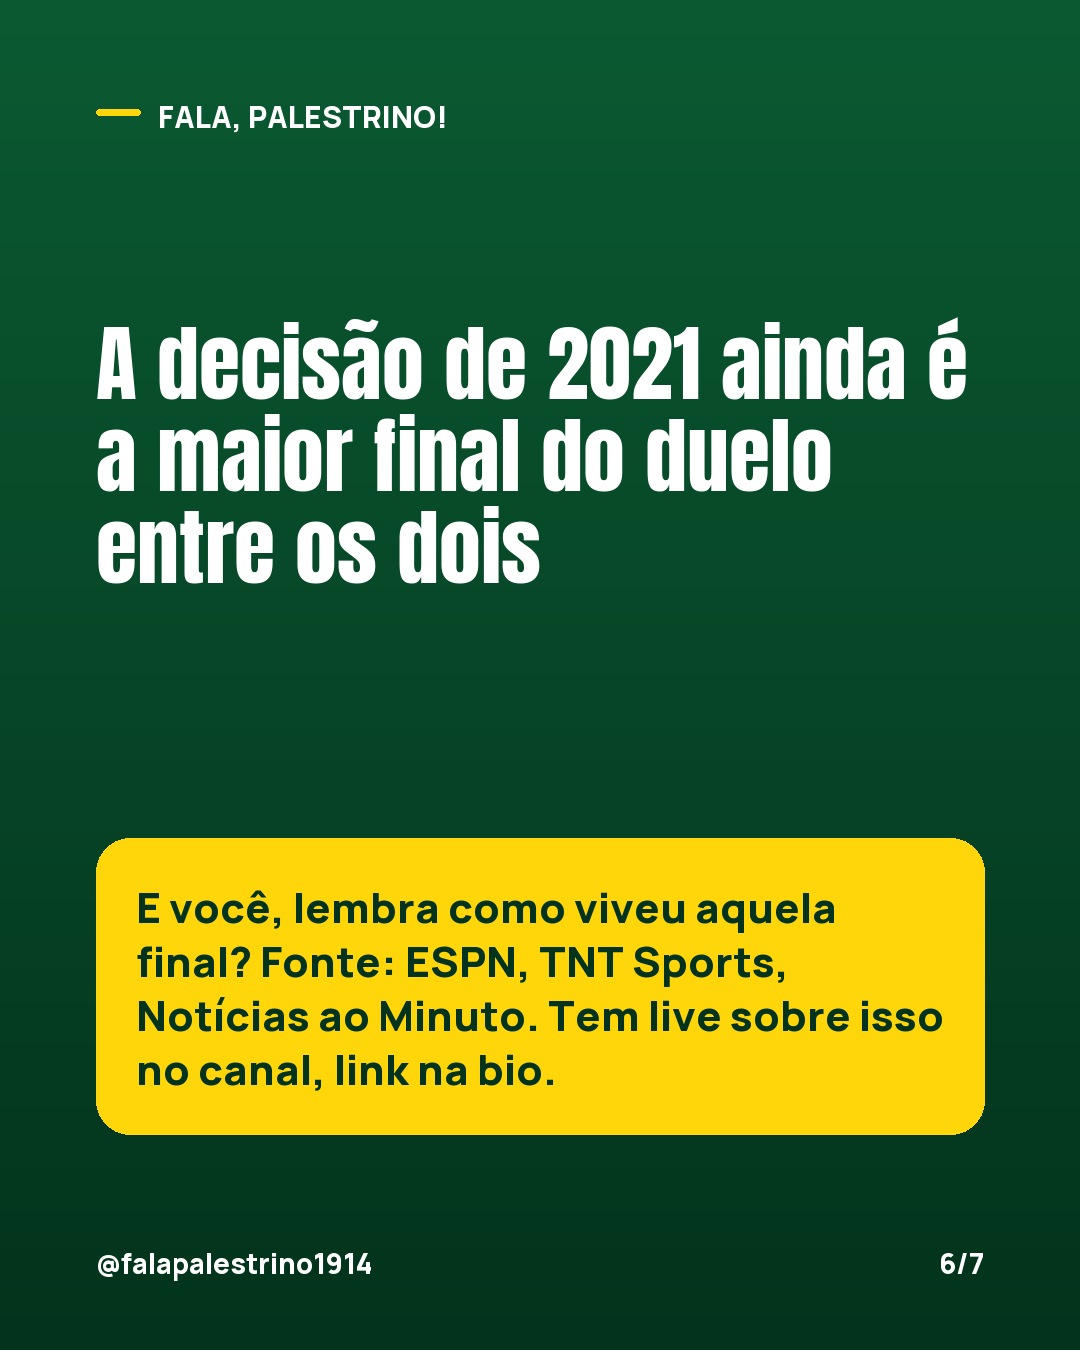 FALA, PALESTRINO!
A decisão de 2021 ainda é
a maior final do duelo
entre os dois
E você, lembra como viveu aquela
final? Fonte: ESPN, TNT Sports,
Notícias ao Minuto. Tem live sobre isso
no canal, link na bio.
@falapalestrino1914
6/7